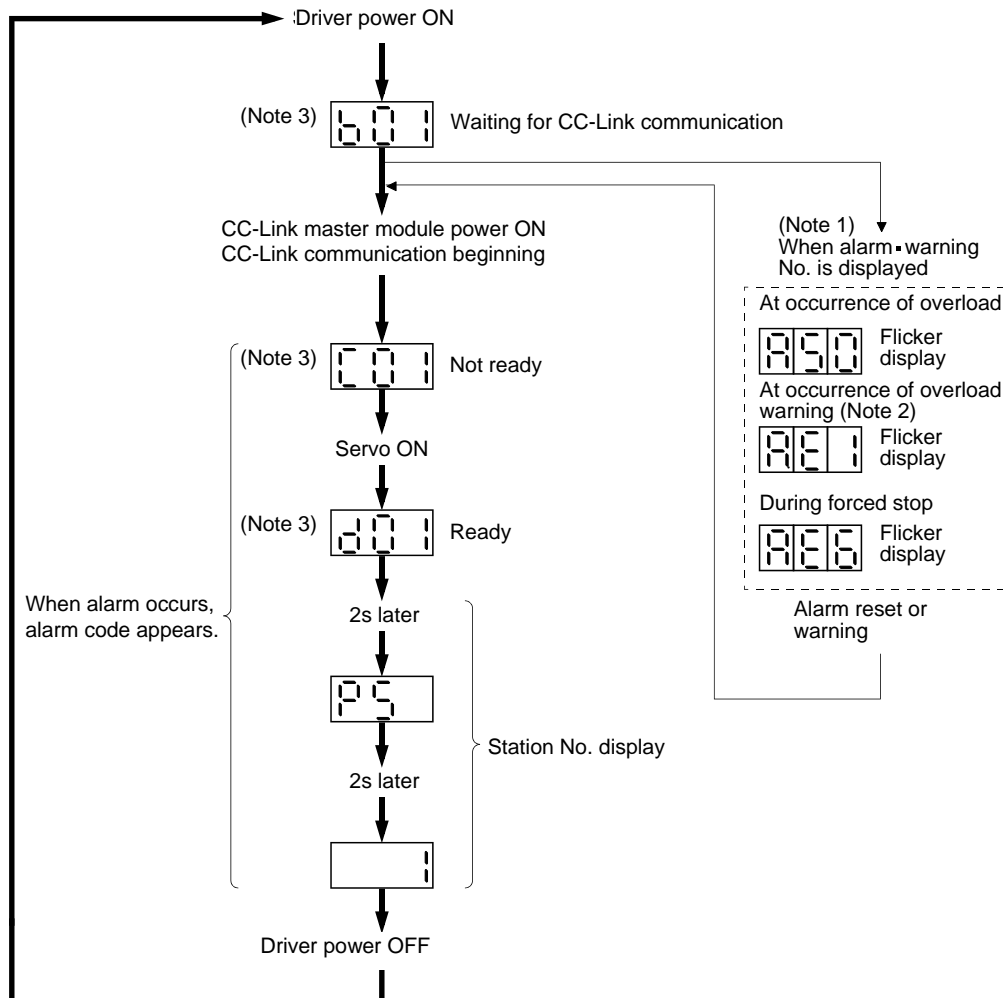 Driver power ON
(Note 3)
b01
Waiting for CC-Link communication
CC-Link master module power ON
CC-Link communication beginning
(Note 1)
When alarm·warning
No. is displayed
At occurrence of overload
A50
Flicker
display
At occurrence of overload
warning (Note 2)
AE1
Flicker
display
During forced stop
AE6
Flicker
display
Alarm reset or
warning
(Note 3)
C01
Not ready
Servo ON
(Note 3)
d01
Ready
When alarm occurs,
alarm code appears.
2s later
PS
Station No. display
2s later
1
Driver power OFF